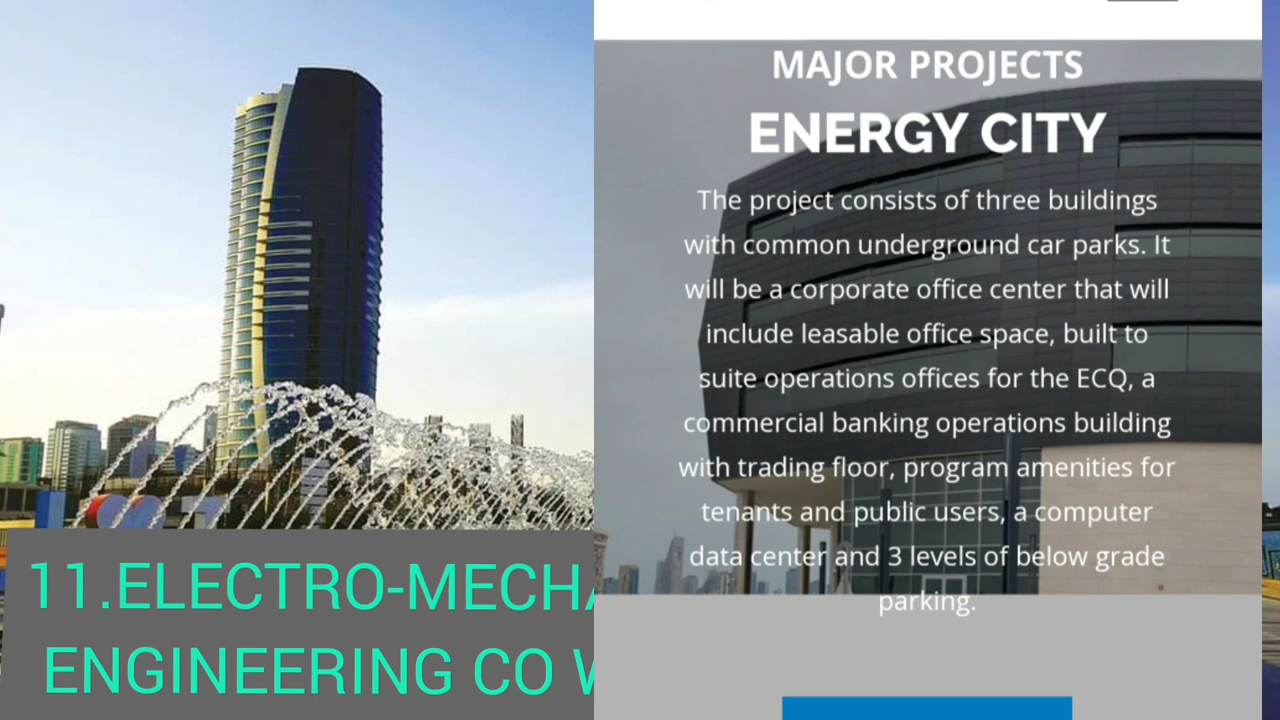 11.ELECTRO-MECHA
ENGINEERING CO W
MAJOR PROJECTS
ENERGY CITY
The project consists of three buildings
with common underground car parks. It
will be a corporate office center that will
include leasable office space, built to
suite operations offices for the ECQ, a
commercial banking operations building
with trading floor, program amenities for
tenants and public users, a computer
data center and 3 levels of below grade
parking.